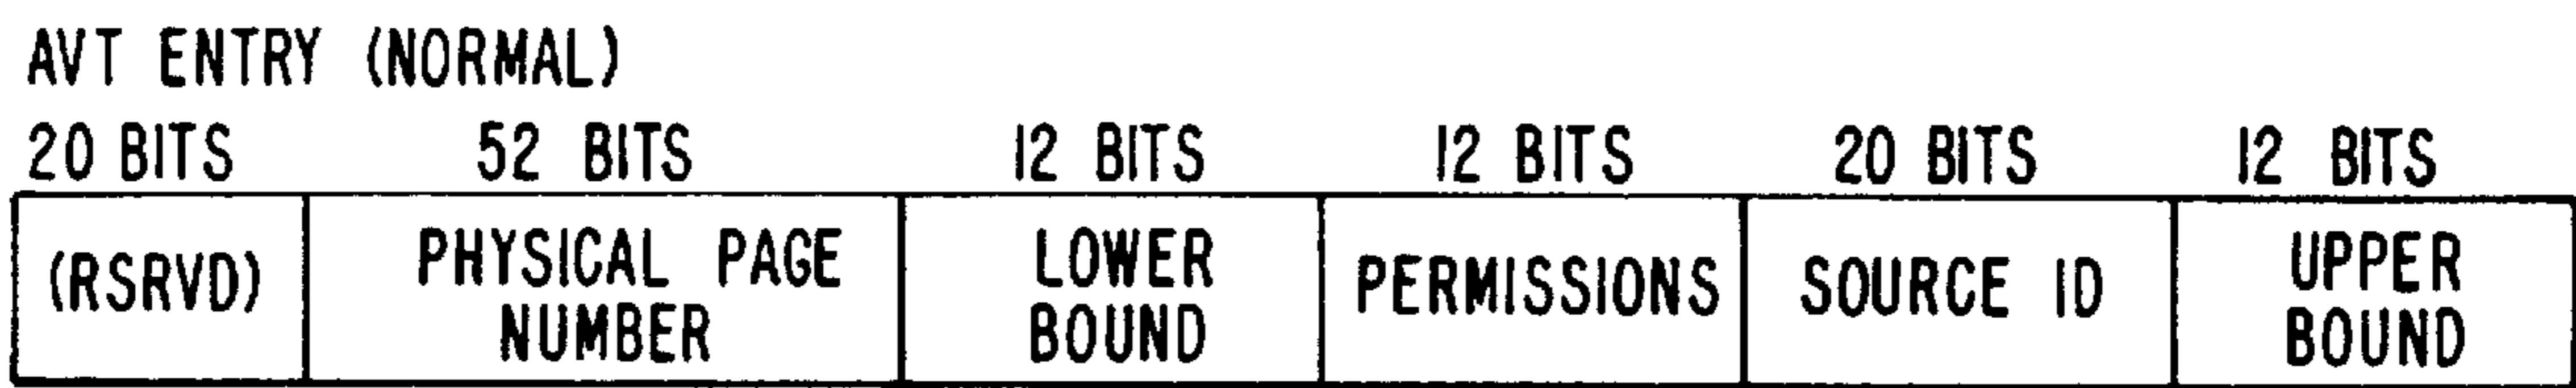 AVT ENTRY (NORMAL)
20 BITS 52 BITS 12 BITS 12 BITS 20 BITS 12 BITS
(RSRVD) PHYSICAL PAGE NUMBER LOWER BOUND PERMISSIONS SOURCE ID UPPER BOUND